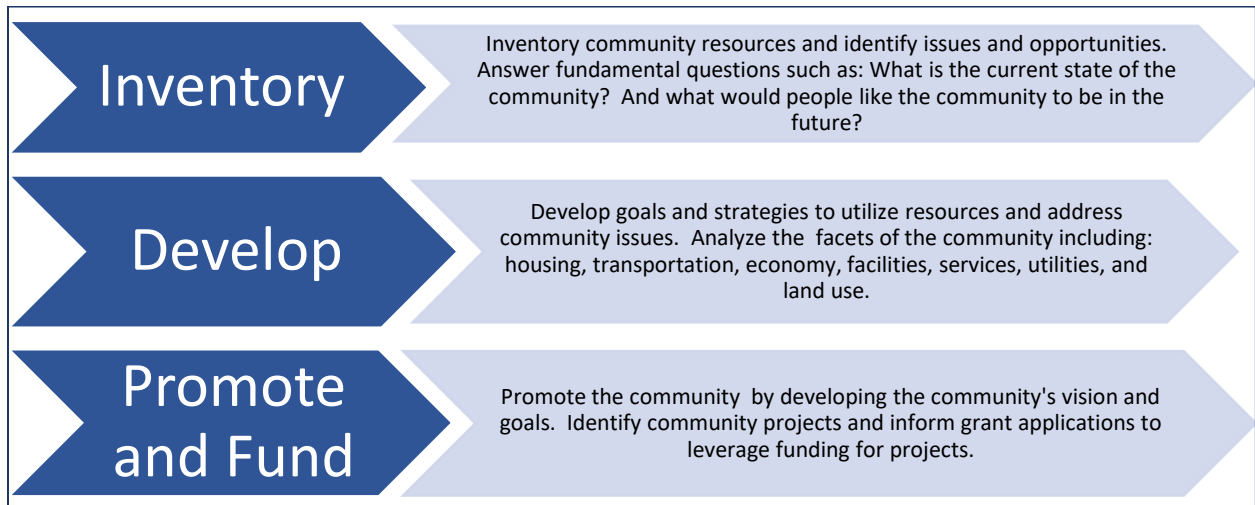 Inventory
Inventory community resources and identify issues and opportunities.
Answer fundamental questions such as: What is the current state of the
community?  And what would people like the community to be in the
future?
Develop
Develop goals and strategies to utilize resources and address
community issues.  Analyze the  facets of the community including:
housing, transportation, economy, facilities, services, utilities, and
land use.
Promote
and Fund
Promote the community  by developing the community's vision and
goals.  Identify community projects and inform grant applications to
leverage funding for projects.